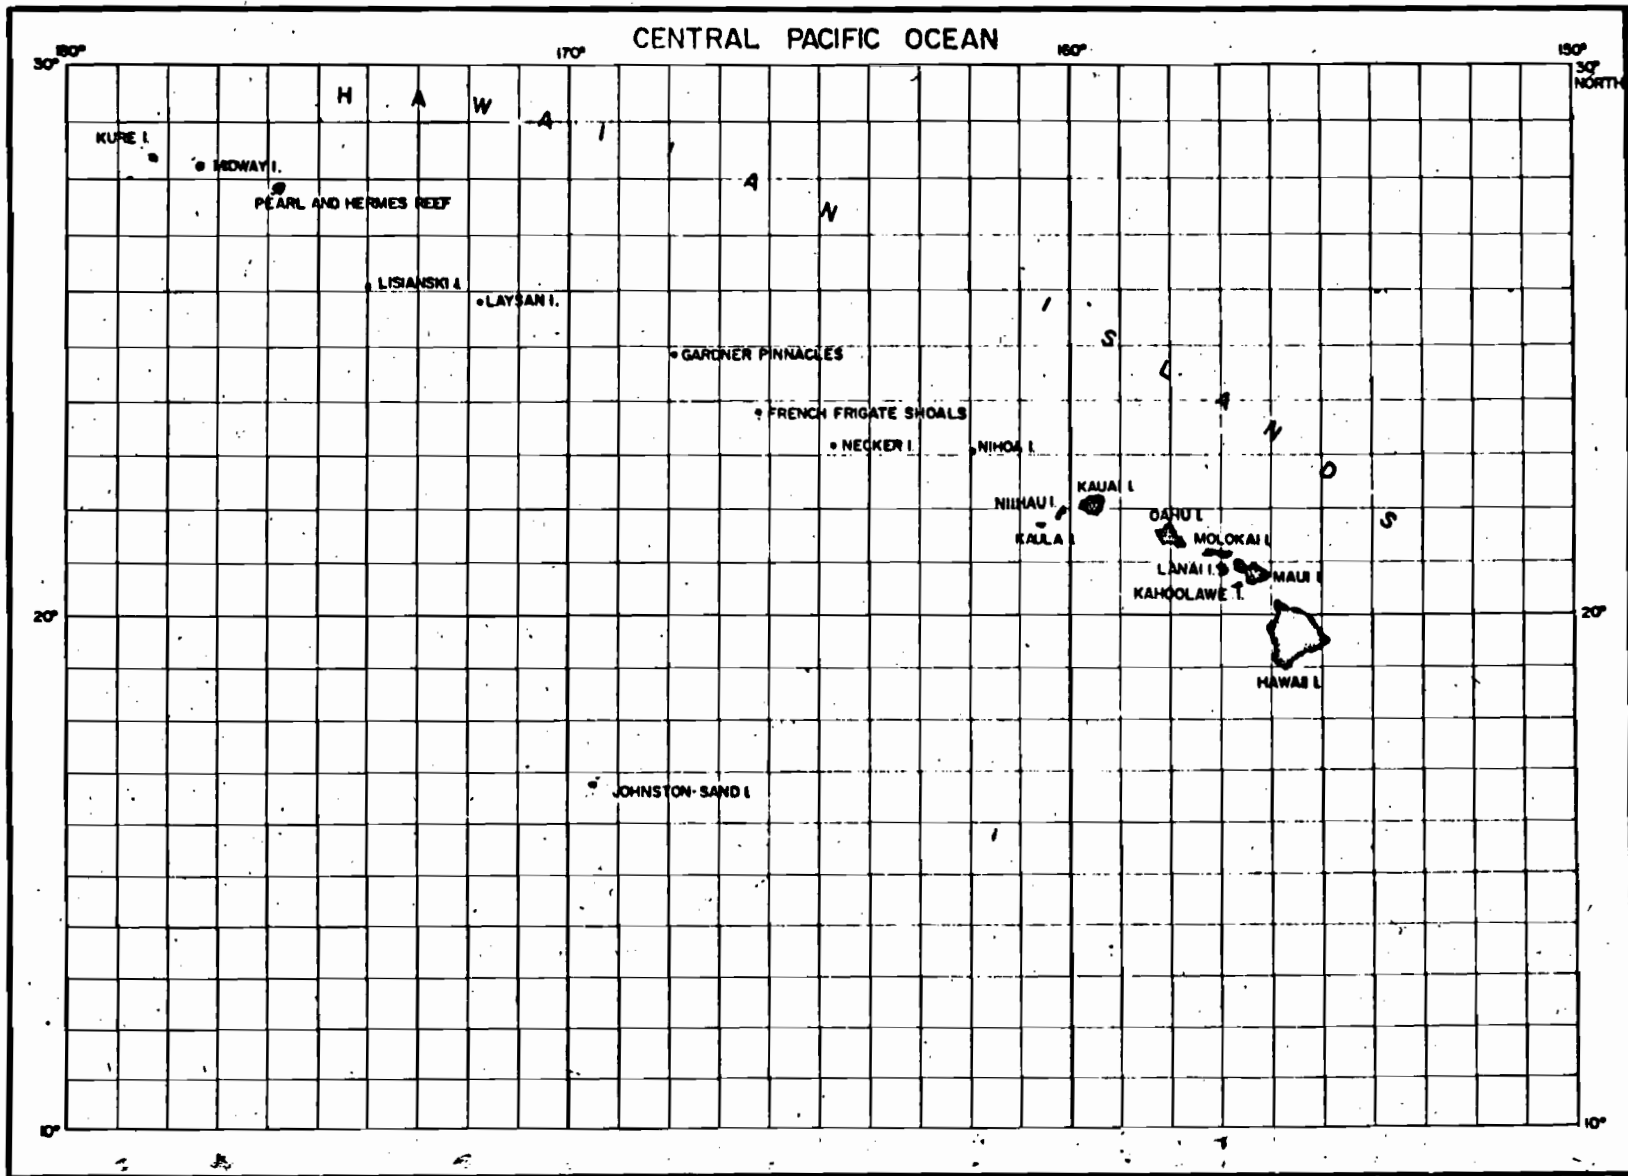 CENTRAL PACIFIC OCEAN
180° 170° 160° 150°
30° 30°
NORTH
H A W A I I A N
KURE I.
MIDWAY I.
PEARL AND HERMES REEF
LISIANSKI I.
LAYSAN I.
I S L A N D S
GARDNER PINNACLES
FRENCH FRIGATE SHOALS
NECKER I.
NIHOA I.
KAUAI I.
NIIHAU I.
KAULA I.
OAHU I.
MOLOKAI I.
LANAI I.
MAUI I.
KAHOOLAWE I.
20° 20°
HAWAII I.
JOHNSTON-SAND I.
10° 10°